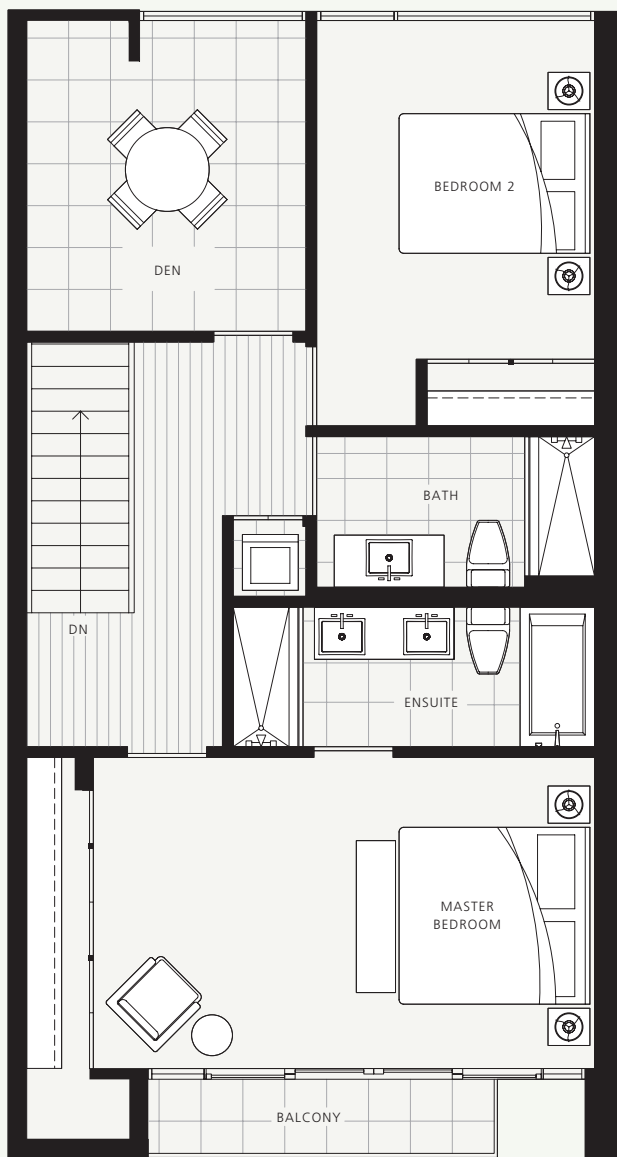 BEDROOM 2
DEN
BATH
DN
ENSUITE
MASTER
BEDROOM
BALCONY